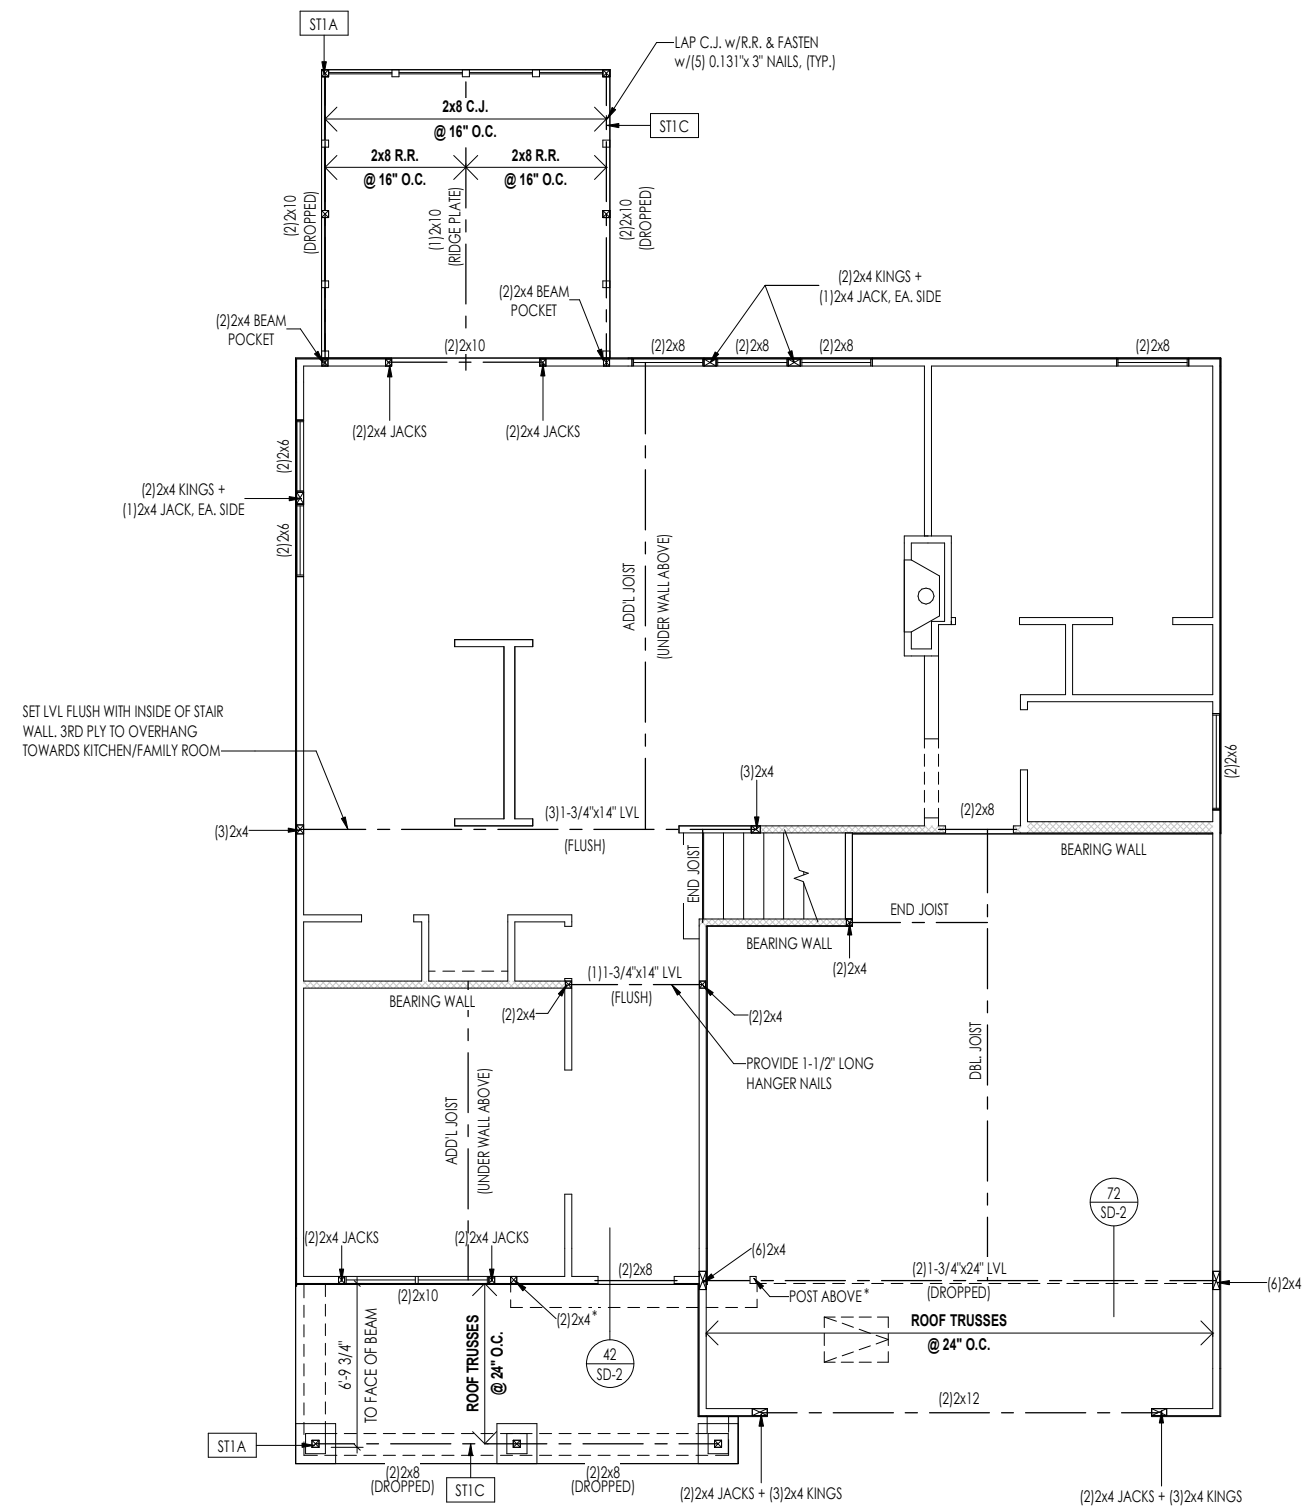 ST1A
LAP C.J. w/R.R. & FASTEN
w/(5) 0.131"x 3" NAILS, (TYP.)
2x8 C.J.
@ 16" O.C.
ST1C
2x8 R.R.
@ 16" O.C.
2x8 R.R.
@ 16" O.C.
(2)2x10
(DROPPED)
(1)2x10
(RIDGE PLATE)
(2)2x10
(DROPPED)
(2)2x4 BEAM
POCKET
(2)2x4 BEAM
POCKET
(2)2x4 KINGS +
(1)2x4 JACK, EA. SIDE
(2)2x10
(2)2x8
(2)2x8
(2)2x8
(2)2x8
(2)2x4 JACKS
(2)2x4 JACKS
(2)2x6
(2)2x4 KINGS +
(1)2x4 JACK, EA. SIDE
(2)2x6
ADD'L JOIST
(UNDER WALL ABOVE)
SET LVL FLUSH WITH INSIDE OF STAIR
WALL. 3RD PLY TO OVERHANG
TOWARDS KITCHEN/FAMILY ROOM
(2)2x6
(3)2x4
(3)2x4
(3)1-3/4"x14" LVL
(FLUSH)
(2)2x8
BEARING WALL
END JOIST
END JOIST
BEARING WALL
(2)2x4
(1)1-3/4"x14" LVL
(FLUSH)
BEARING WALL
(2)2x4
(2)2x4
PROVIDE 1-1/2" LONG
HANGER NAILS
DBL. JOIST
ADD'L JOIST
(UNDER WALL ABOVE)
72
SD-2
(2)2x4 JACKS
(2)2x4 JACKS
(6)2x4
(2)2x8
(2)1-3/4"x24" LVL
(DROPPED)
(6)2x4
(2)2x10
(2)2x4*
POST ABOVE*
ROOF TRUSSES
@ 24" O.C.
6'-9 3/4"
TO FACE OF BEAM
ROOF TRUSSES
@ 24" O.C.
42
SD-2
(2)2x12
ST1A
(2)2x8
(DROPPED)
ST1C
(2)2x8
(DROPPED)
(2)2x4 JACKS + (3)2x4 KINGS
(2)2x4 JACKS + (3)2x4 KINGS